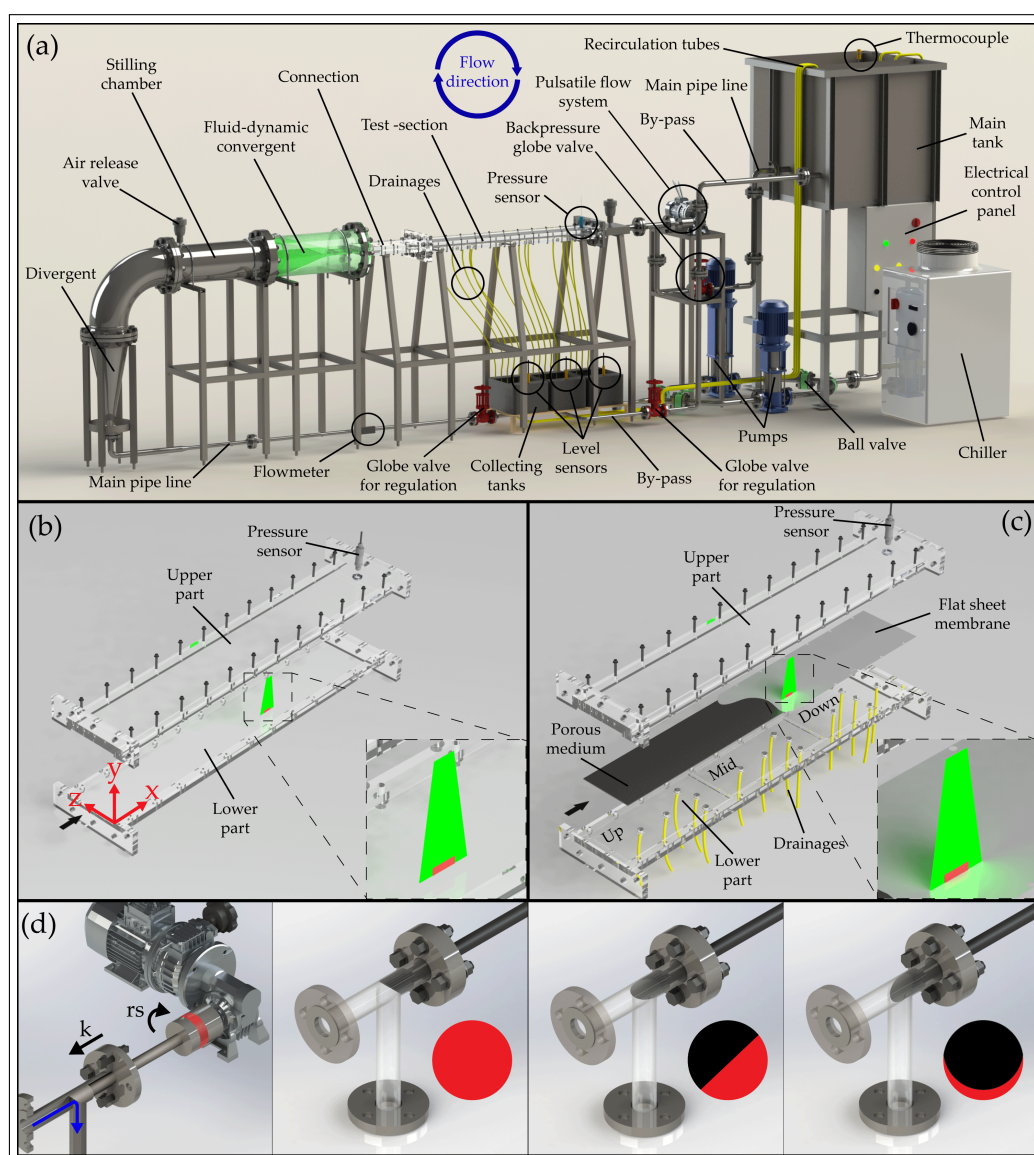 (a)
Flow
direction
Recirculation tubes
Thermocouple
Stilling
chamber
Connection
Pulsatile flow
system
Main pipe line
By-pass
Fluid-dynamic
convergent
Test -section
Backpressure
globe valve
Main
tank
Air release
valve
Drainages
Pressure
sensor
Electrical
control
panel
Divergent
Main pipe line
Flowmeter
Globe valve
for regulation
Collecting
tanks
Level
sensors
By-pass
Globe valve
for regulation
Pumps
Ball valve
Chiller
(b)
Pressure
sensor
Upper
part
y
z
x
Lower
part
(c)
Pressure
sensor
Upper
part
Flat sheet
membrane
Porous
medium
Down
Mid
Up
Lower
part
Drainages
(d)
rs
k